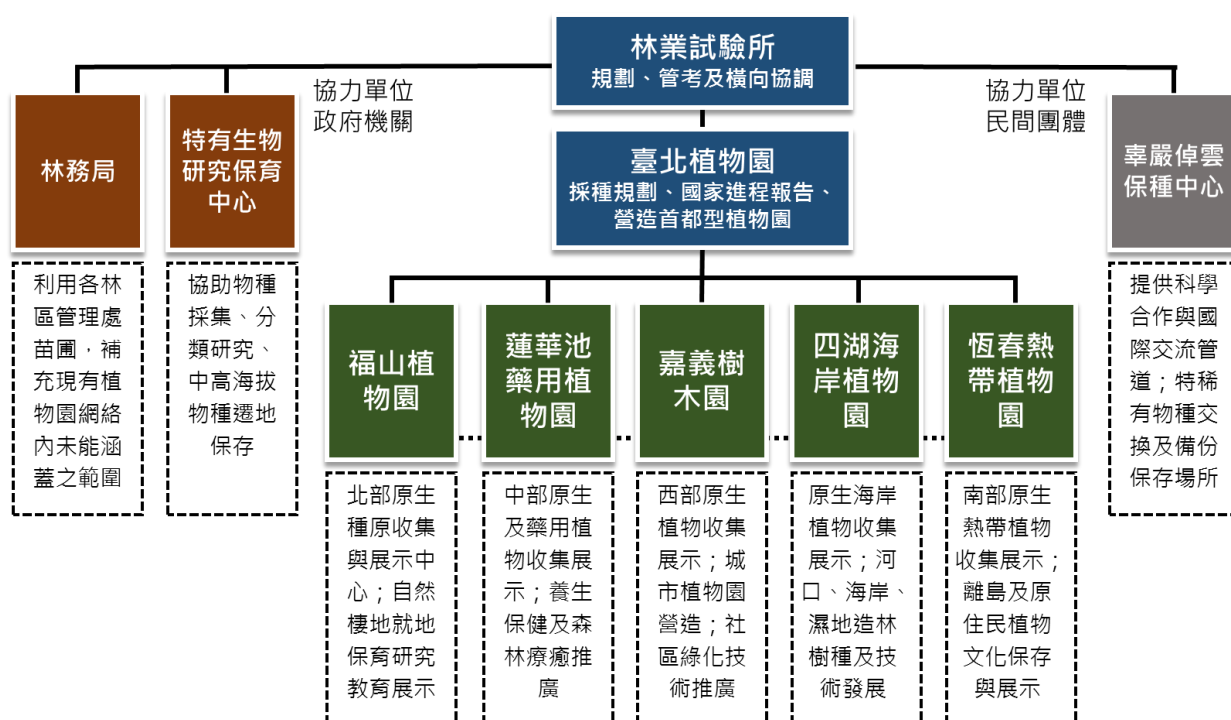 林業試驗所
規劃、管考及橫向協調
協力單位
政府機關
協力單位
民間團體
林務局
特有生物
研究保育
中心
臺北植物園
採種規劃、國家進程報告、
營造首都型植物園
辜嚴倬雲
保種中心
利用各林
區管理處
苗圃，補
充現有植
物園網絡
內未能涵
蓋之範圍
協助物種
採集、分
類研究、
中高海拔
物種遷地
保存
提供科學
合作與國
際交流管
道；特稀
有物種交
換及備份
保存場所
福山植
物園
蓮華池
藥用植
物園
嘉義樹
木園
四湖海
岸植物
園
恆春熱
帶植物
園
北部原生
種原收集
與展示中
心；自然
棲地就地
保育研究
教育展示
中部原生
及藥用植
物收集展
示；養生
保健及森
林療癒推
廣
西部原生
植物收集
展示；城
市植物園
營造；社
區綠化技
術推廣
原生海岸
植物收集
展示；河
口、海岸、
濕地造林
樹種及技
術發展
南部原生
熱帶植物
收集展示；
離島及原
住民植物
文化保存
與展示